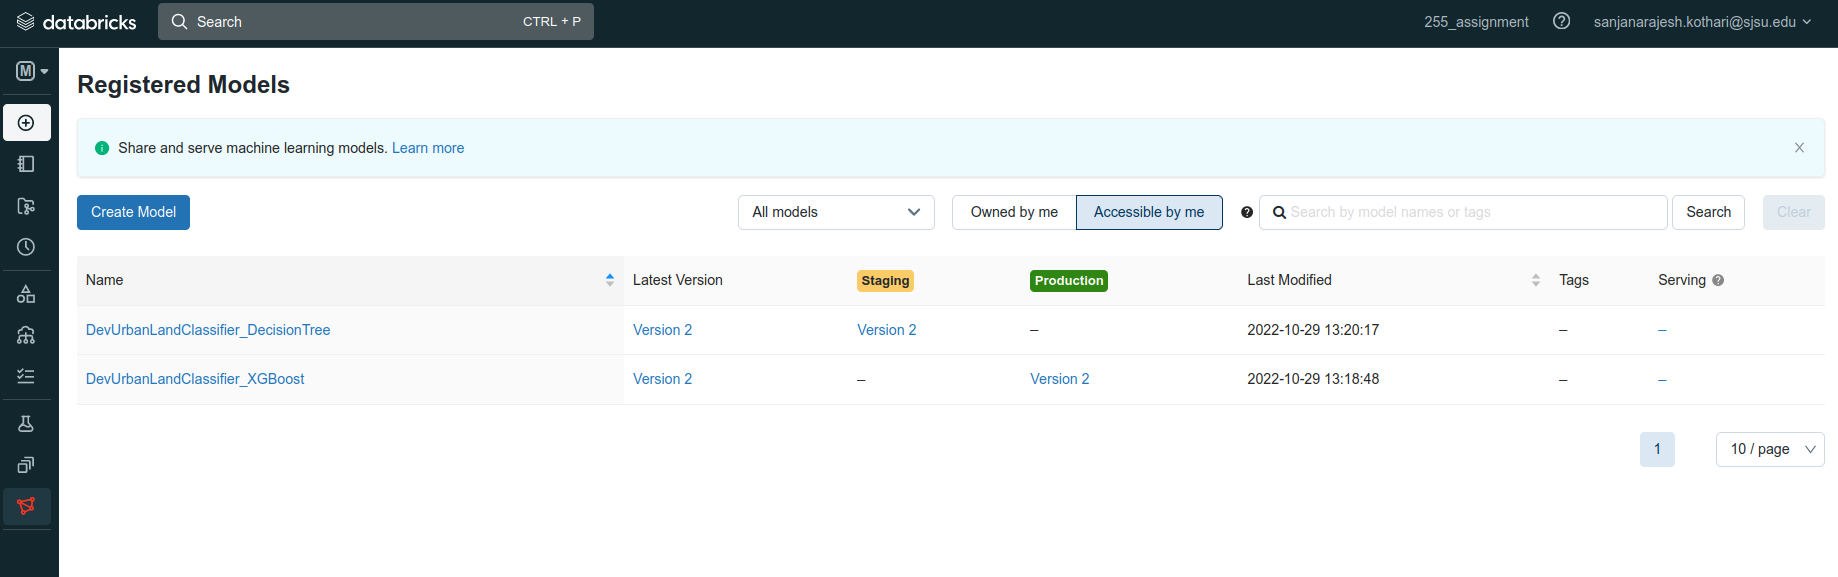 databricks Search CTRL + P 255_assignment sanjanarajesh.kothari@sjsu.edu
M
Registered Models
Share and serve machine learning models. Learn more
Create Model All models Owned by me Accessible by me Search by model names or tags Search Clear
Name Latest Version Staging Production Last Modified Tags Serving
DevUrbanLandClassifier_DecisionTree Version 2 Version 2 – 2022-10-29 13:20:17 – –
DevUrbanLandClassifier_XGBoost Version 2 – Version 2 2022-10-29 13:18:48 – –
1 10 / page